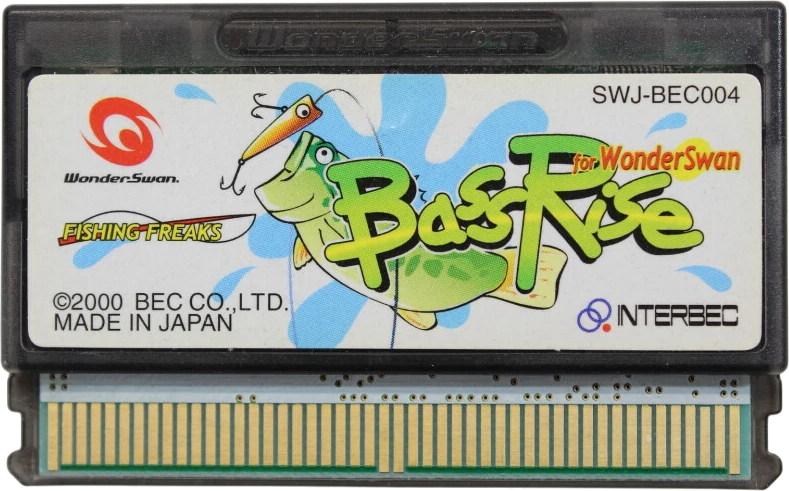 WonderSwan
SWJ-BEC004
WonderSwan.
for WonderSwan
BassRise
FISHING FREAKS
©2000 BEC CO.,LTD.
MADE IN JAPAN
INTERBEC